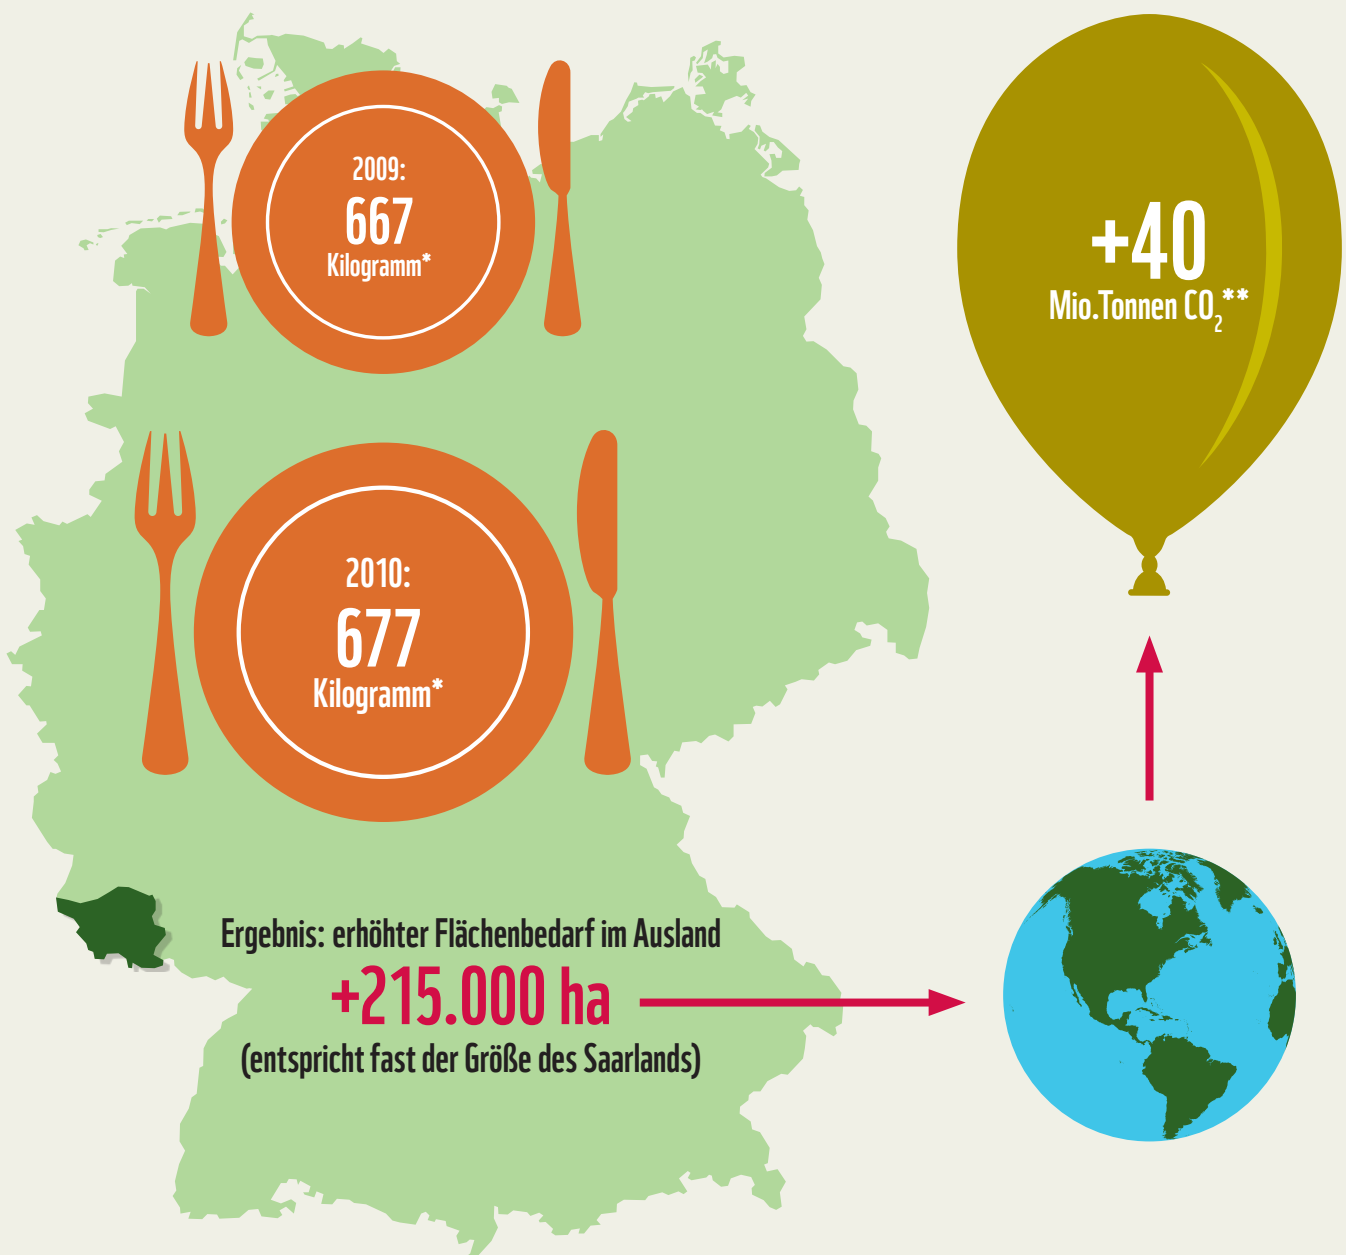 2009:
667
Kilogramm*
+40
Mio.Tonnen CO₂**
2010:
677
Kilogramm*
Ergebnis: erhöhter Flächenbedarf im Ausland
+215.000 ha
(entspricht fast der Größe des Saarlands)